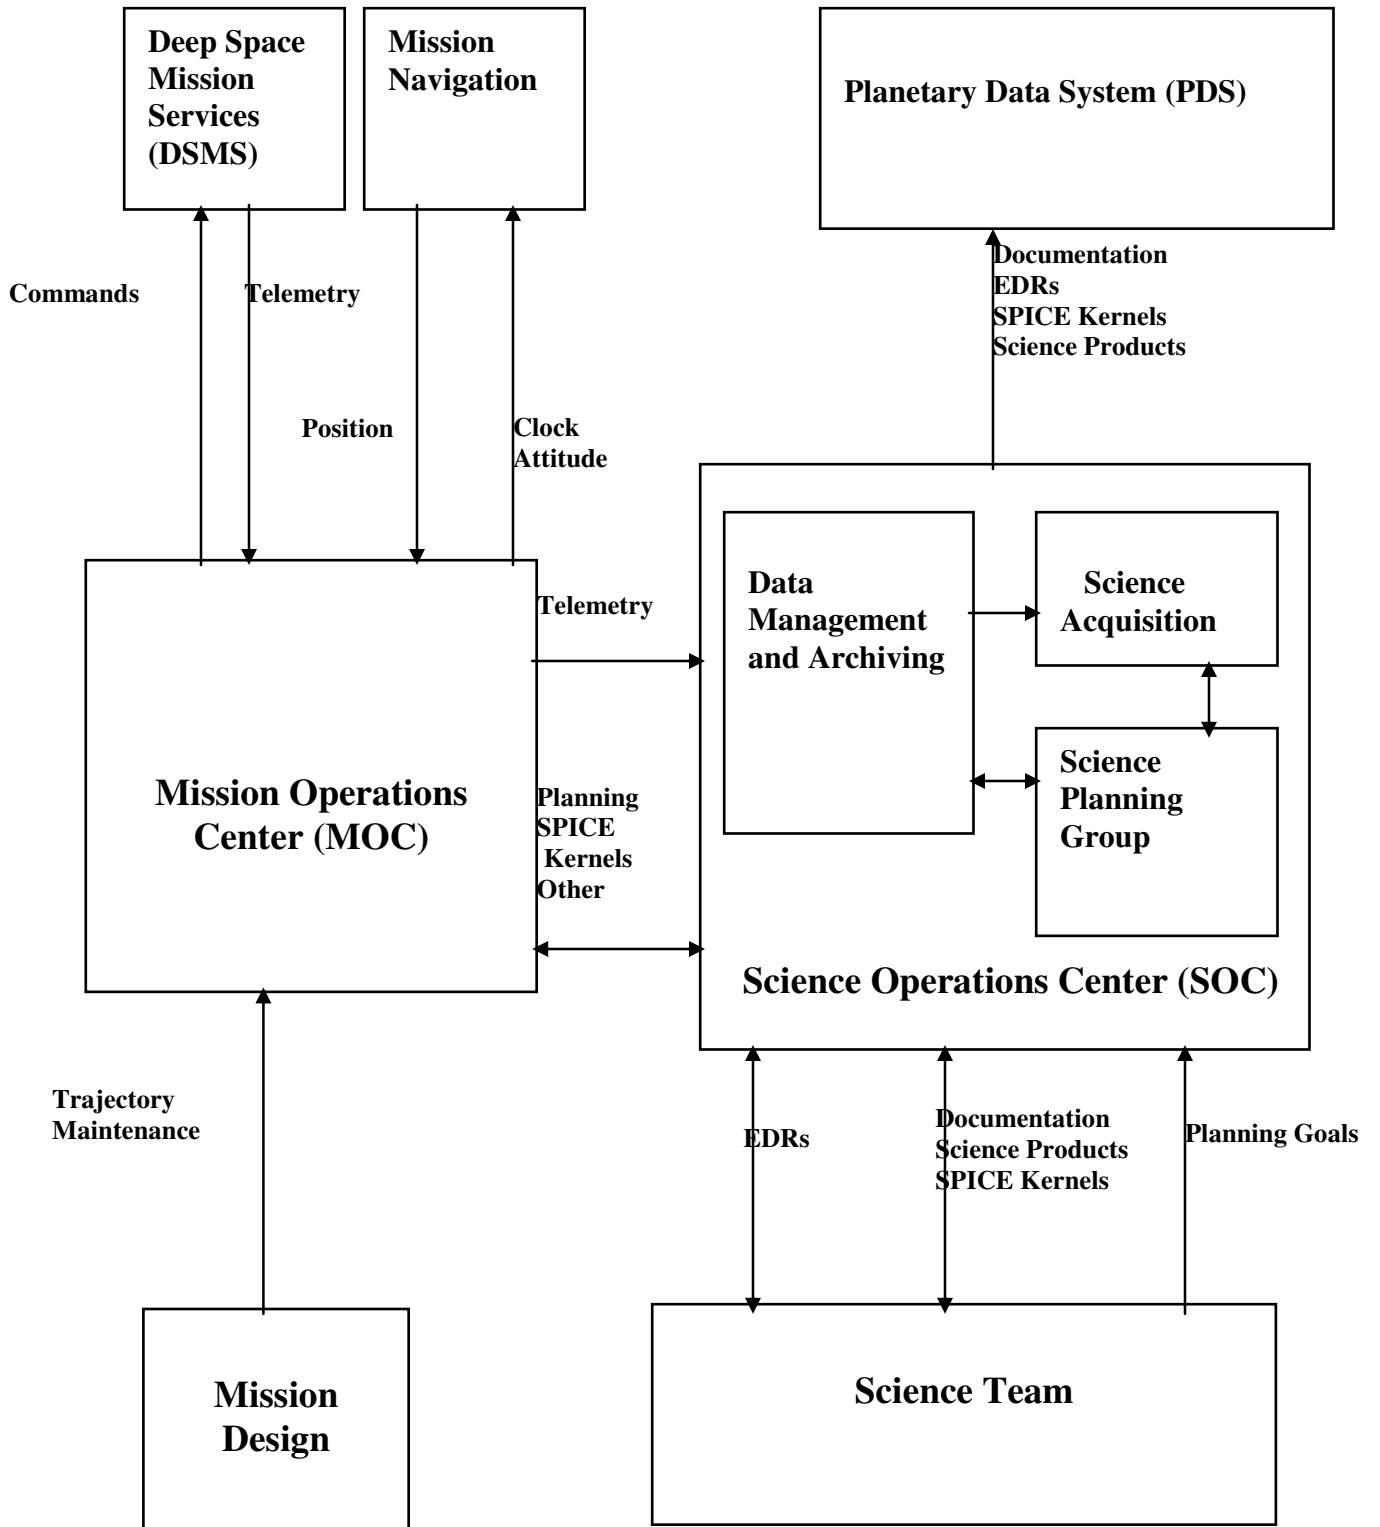 Deep Space
Mission
Services
(DSMS)
Mission
Navigation
Planetary Data System (PDS)
Commands
Telemetry
Position
Clock
Attitude
Documentation
EDRs
SPICE Kernels
Science Products
Mission Operations
Center (MOC)
Telemetry
Planning
SPICE
Kernels
Other
Data
Management
and Archiving
Science
Acquisition
Science
Planning
Group
Science Operations Center (SOC)
Trajectory
Maintenance
EDRs
Documentation
Science Products
SPICE Kernels
Planning Goals
Mission
Design
Science Team